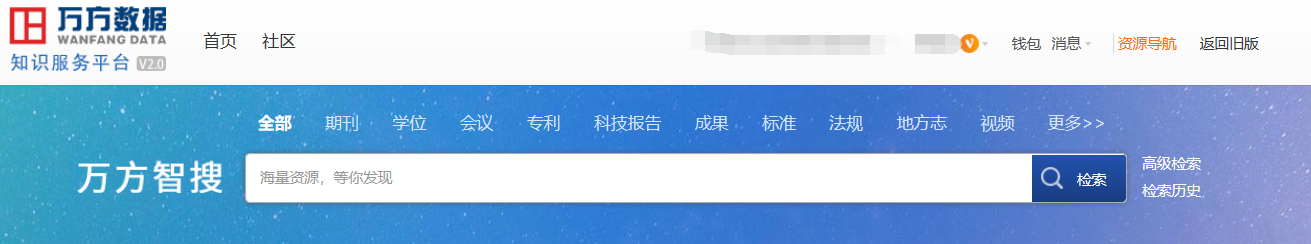 万方数据
WANFANG DATA
知识服务平台 V2.0
首页 社区 V 钱包 消息 资源导航 返回旧版
全部 期刊 学位 会议 专利 科技报告 成果 标准 法规 地方志 视频 更多>>
万方智搜
海量资源，等你发现
检索
高级检索
检索历史